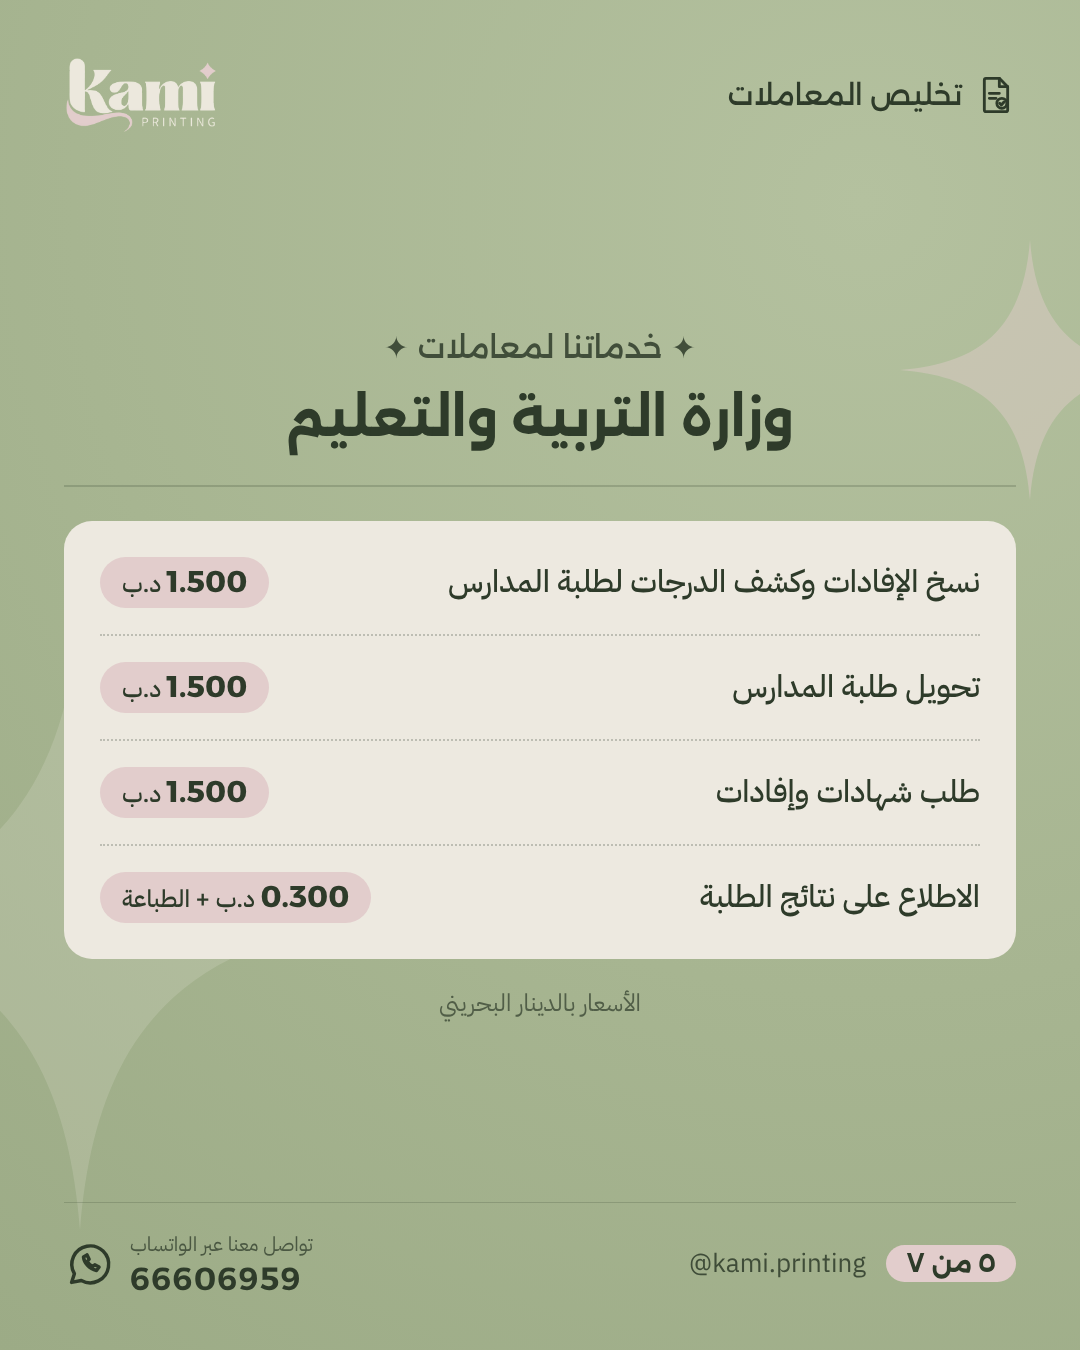 Kami
PRINTING
تخليص المعاملات
✦ خدماتنا لمعاملات ✦
وزارة التربية والتعليم
نسخ الإفادات وكشف الدرجات لطلبة المدارس
1.500 د.ب
تحويل طلبة المدارس
1.500 د.ب
طلب شهادات وإفادات
1.500 د.ب
الاطلاع على نتائج الطلبة
0.300 د.ب + الطباعة
الأسعار بالدينار البحريني
٥ من ٧
@kami.printing
تواصل معنا عبر الواتساب
66606959